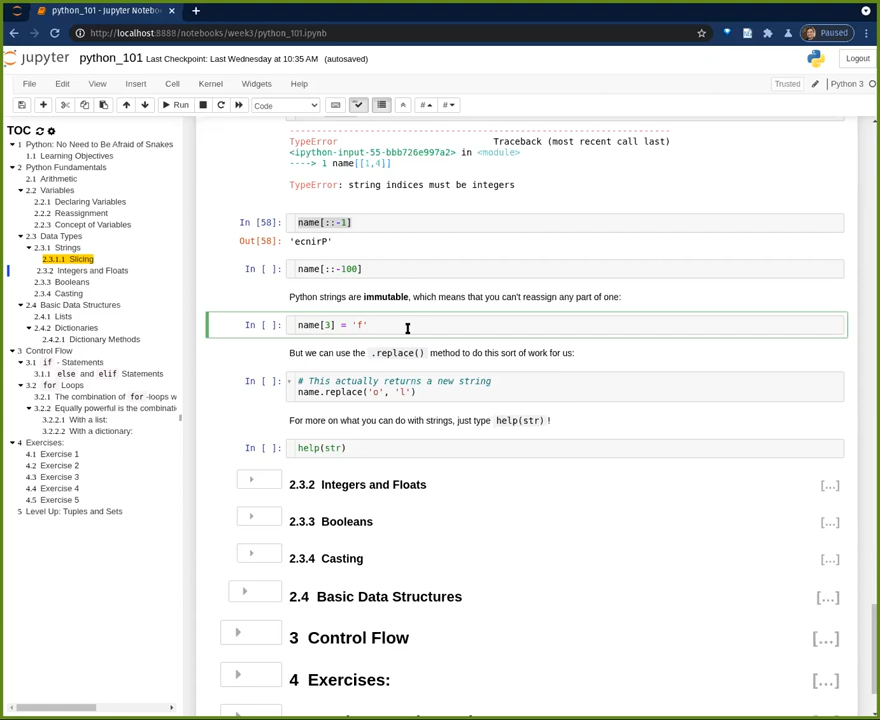 python_101 - Jupyter Notebo
http://localhost:8888/notebooks/week3/python_101.ipynb
Paused
jupyter python_101 Last Checkpoint: Last Wednesday at 10:35 AM (autosaved)
Logout
File Edit View Insert Cell Kernel Widgets Help
Trusted Python 3
Run Code
TOC
1 Python: No Need to Be Afraid of Snakes
1.1 Learning Objectives
2 Python Fundamentals
2.1 Arithmetic
2.2 Variables
2.2.1 Declaring Variables
2.2.2 Reassignment
2.2.3 Concept of Variables
2.3 Data Types
2.3.1 Strings
2.3.1.1 Slicing
2.3.2 Integers and Floats
2.3.3 Booleans
2.3.4 Casting
2.4 Basic Data Structures
2.4.1 Lists
2.4.2 Dictionaries
2.4.2.1 Dictionary Methods
3 Control Flow
3.1 if - Statements
3.1.1 else and elif Statements
3.2 for Loops
3.2.1 The combination of for -loops w
3.2.2 Equally powerful is the combinati
3.2.2.1 With a list:
3.2.2.2 With a dictionary:
4 Exercises:
4.1 Exercise 1
4.2 Exercise 2
4.3 Exercise 3
4.4 Exercise 4
4.5 Exercise 5
5 Level Up: Tuples and Sets
---------------------------------------------------------------------------
TypeError Traceback (most recent call last)
<ipython-input-55-bbb726e997a2> in <module>
----> 1 name[[1,4]]
TypeError: string indices must be integers
In [58]: name[::-1]
Out[58]: 'ecnirP'
In [ ]: name[::-100]
Python strings are immutable, which means that you can't reassign any part of one:
In [ ]: name[3] = 'f'
But we can use the .replace() method to do this sort of work for us:
In [ ]: # This actually returns a new string
name.replace('o', 'l')
For more on what you can do with strings, just type help(str) !
In [ ]: help(str)
2.3.2 Integers and Floats
[...]
2.3.3 Booleans
[...]
2.3.4 Casting
[...]
2.4 Basic Data Structures
[...]
3 Control Flow
[...]
4 Exercises:
[...]